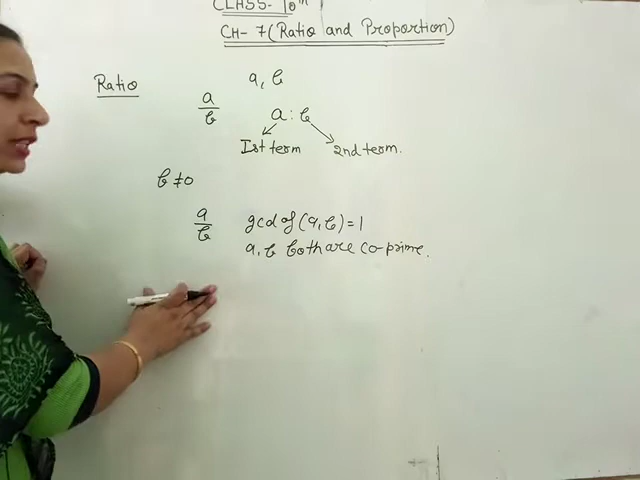 CLASS- 10th
CH- 7 (Ratio and Proportion)
Ratio
a, b
a/b
a : b
Ist term 2nd term.
b ≠ 0
a/b gcd of (a, b) = 1
a, b both are co-prime.